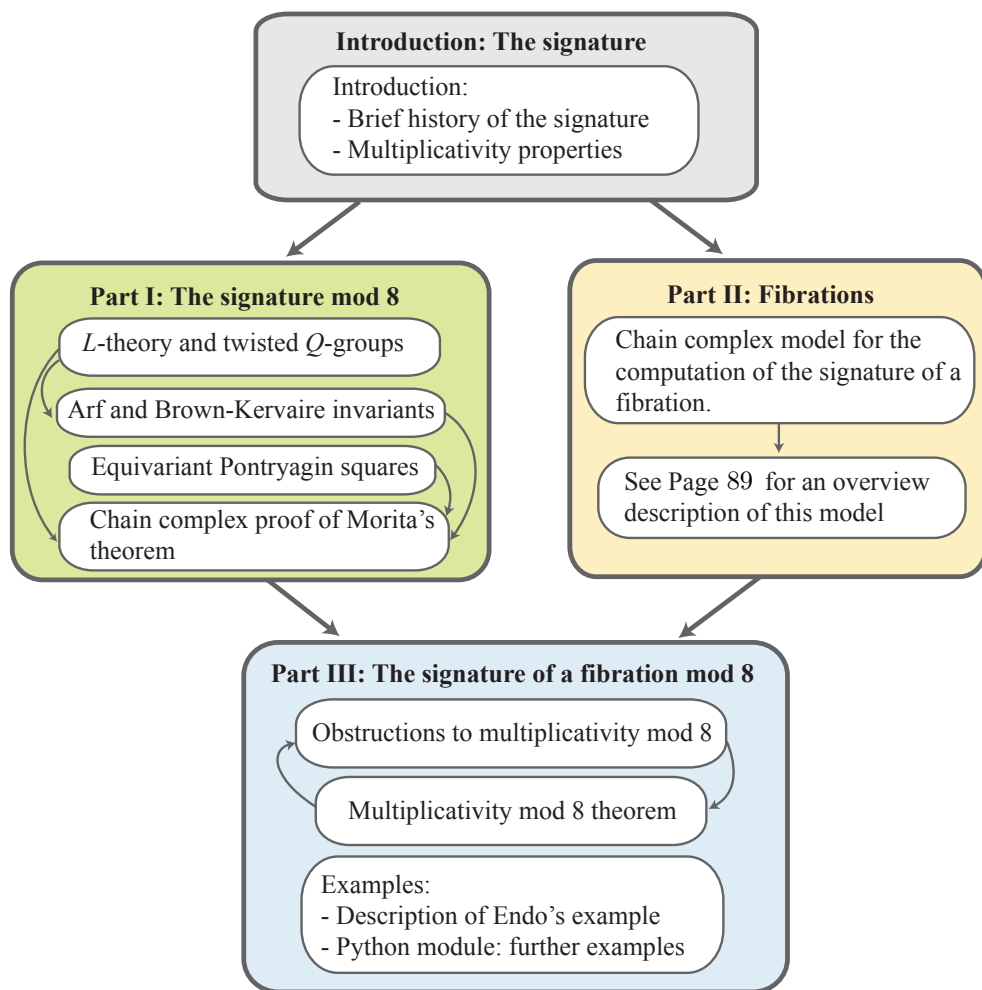 Introduction: The signature
Introduction:
- Brief history of the signature
- Multiplicativity properties
Part I: The signature mod 8
L-theory and twisted Q-groups
Arf and Brown-Kervaire invariants
Equivariant Pontryagin squares
Chain complex proof of Morita’s
theorem
Part II: Fibrations
Chain complex model for the
computation of the signature of a
fibration.
See Page 89 for an overview
description of this model
Part III: The signature of a fibration mod 8
Obstructions to multiplicativity mod 8
Multiplicativity mod 8 theorem
Examples:
- Description of Endo’s example
- Python module: further examples